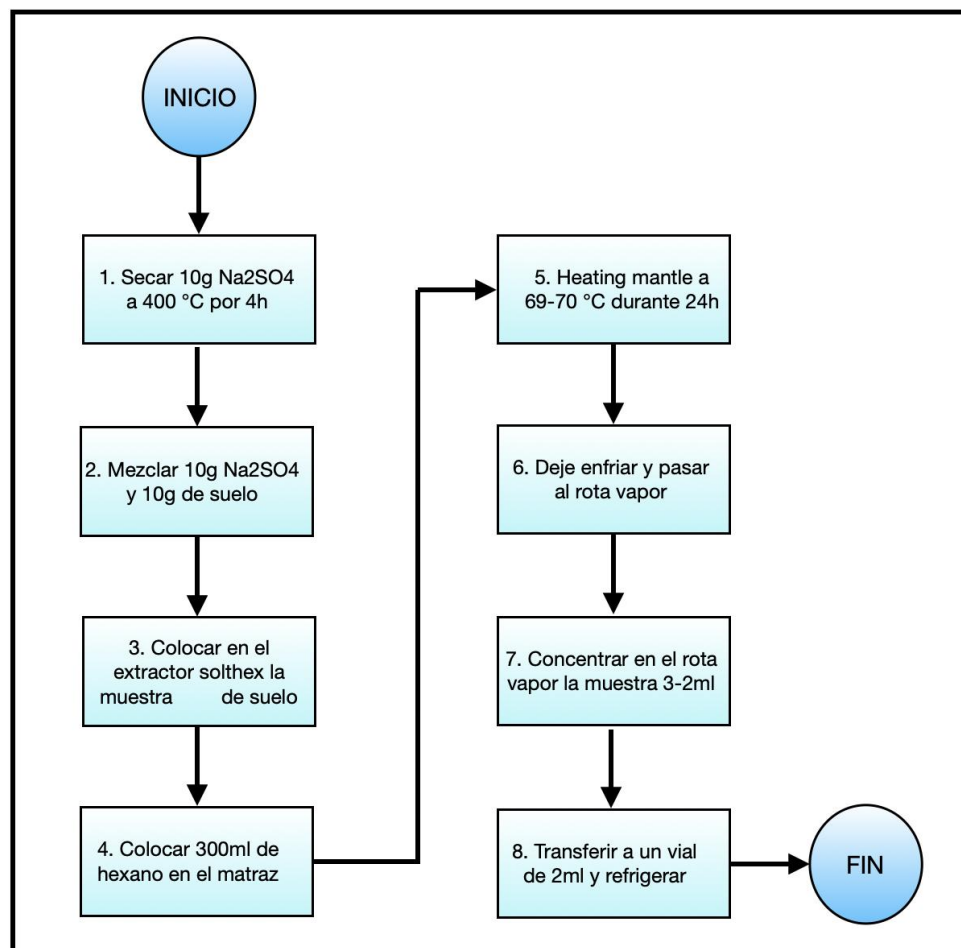 INICIO
1. Secar 10g Na2SO4
a 400 °C por 4h
2. Mezclar 10g Na2SO4
y 10g de suelo
3. Colocar en el
extractor solthex la
muestra de suelo
4. Colocar 300ml de
hexano en el matraz
5. Heating mantle a
69-70 °C durante 24h
6. Deje enfriar y pasar
al rota vapor
7. Concentrar en el rota
vapor la muestra 3-2ml
8. Transferir a un vial
de 2ml y refrigerar
FIN